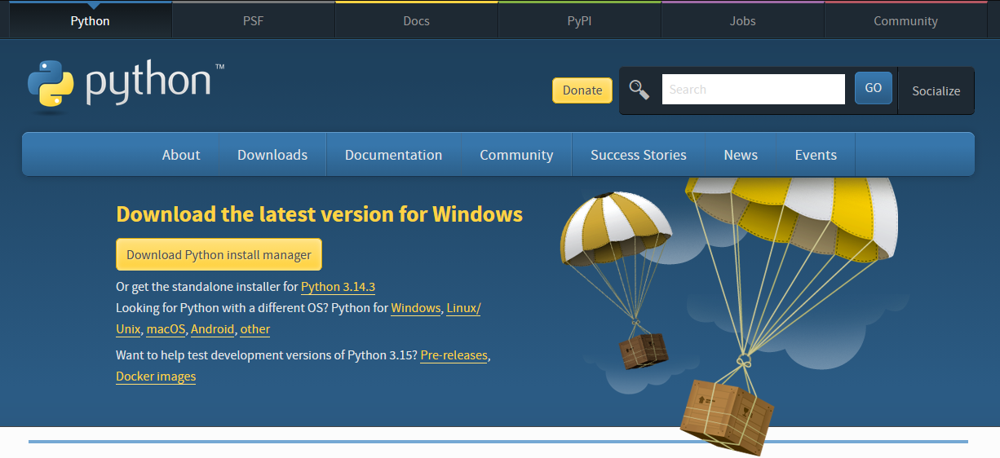 Python PSF Docs PyPI Jobs Community
python™
Donate Search GO Socialize
About Downloads Documentation Community Success Stories News Events
Download the latest version for Windows
Download Python install manager
Or get the standalone installer for Python 3.14.3
Looking for Python with a different OS? Python for Windows, Linux/
Unix, macOS, Android, other
Want to help test development versions of Python 3.15? Pre-releases,
Docker images